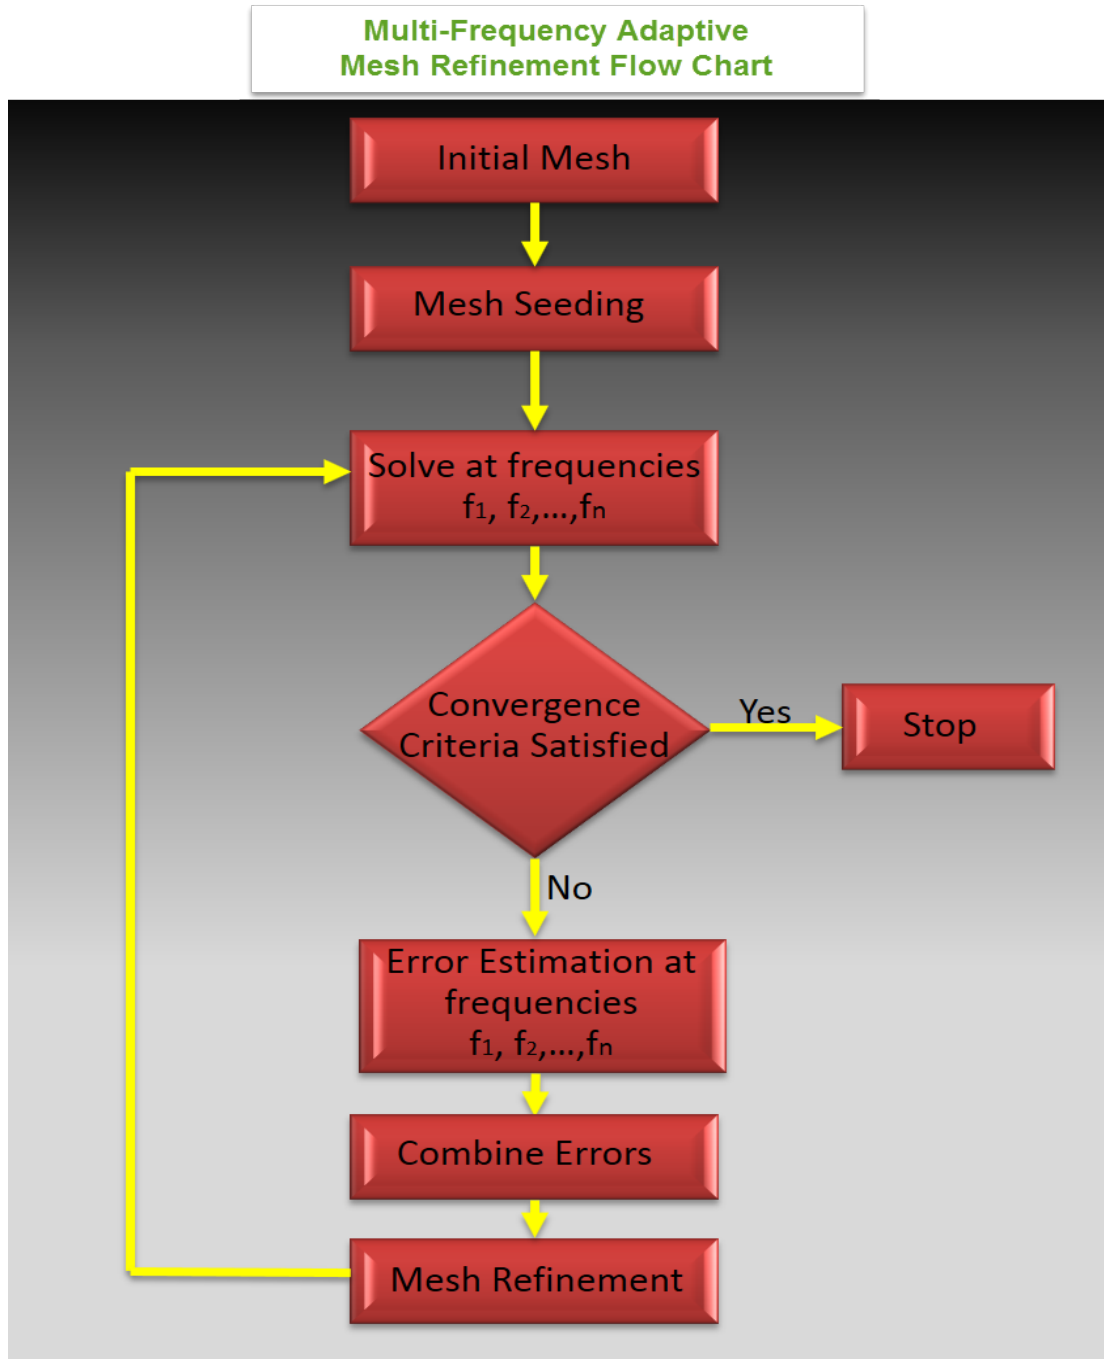 Multi-Frequency Adaptive
Mesh Refinement Flow Chart
Initial Mesh
Mesh Seeding
Solve at frequencies
f₁, f₂,...,fₙ
Convergence
Criteria Satisfied
Yes
Stop
No
Error Estimation at
frequencies
f₁, f₂,...,fₙ
Combine Errors
Mesh Refinement